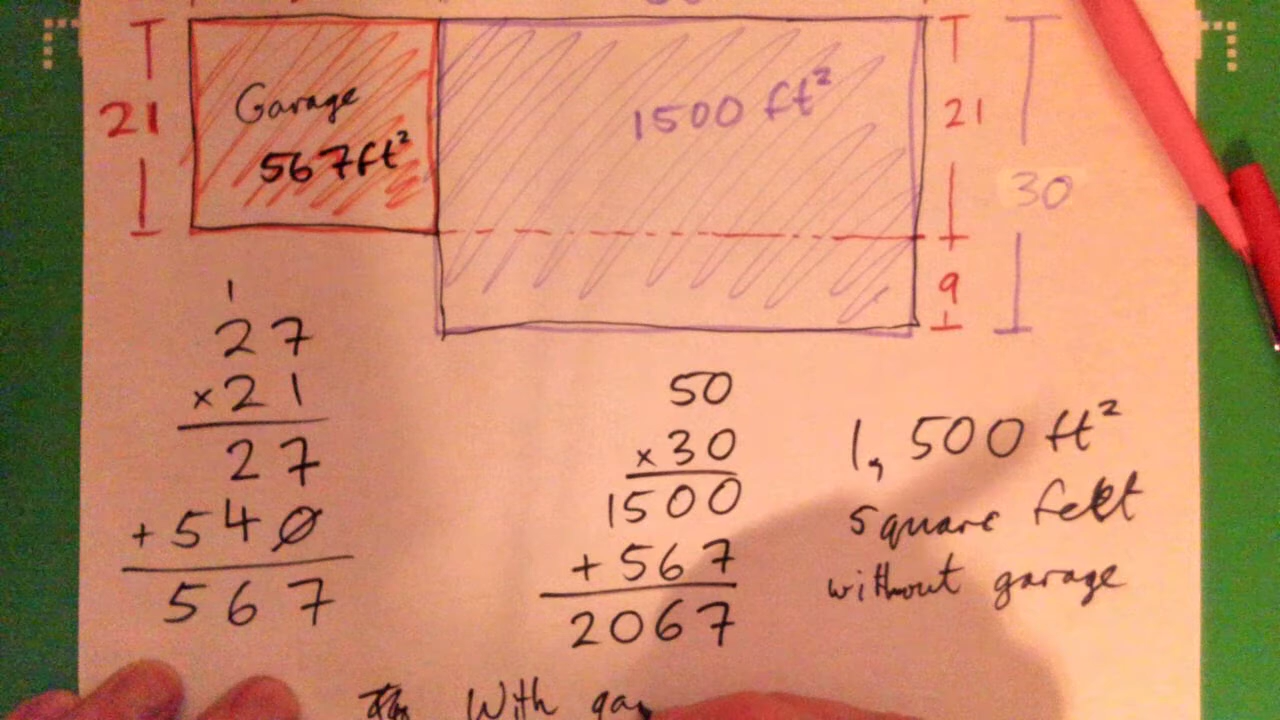 Garage
567ft²
21
1500 ft²
21
30
9
1
27
×21
27
+540
567
50
×30
1500
+567
2067
1,500 ft²
square feet
without garage
With